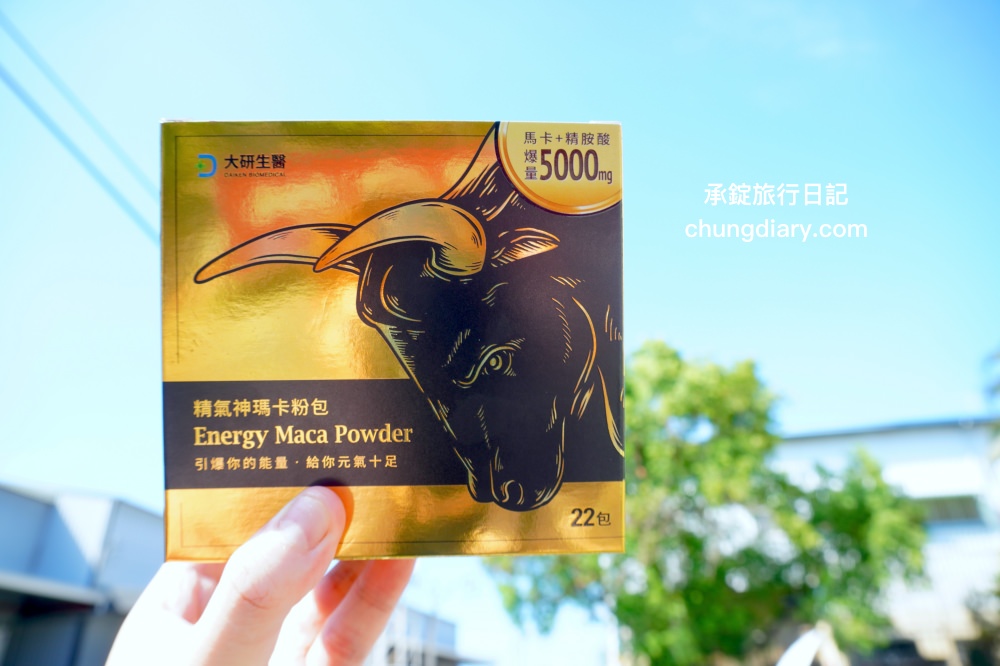 大研生醫
DAIKEN BIOMEDICAL
馬卡+精胺酸
爆量5000mg
承錠旅行日記
chungdiary.com
精氣神瑪卡粉包
Energy Maca Powder
引爆你的能量·給你元氣十足
22包